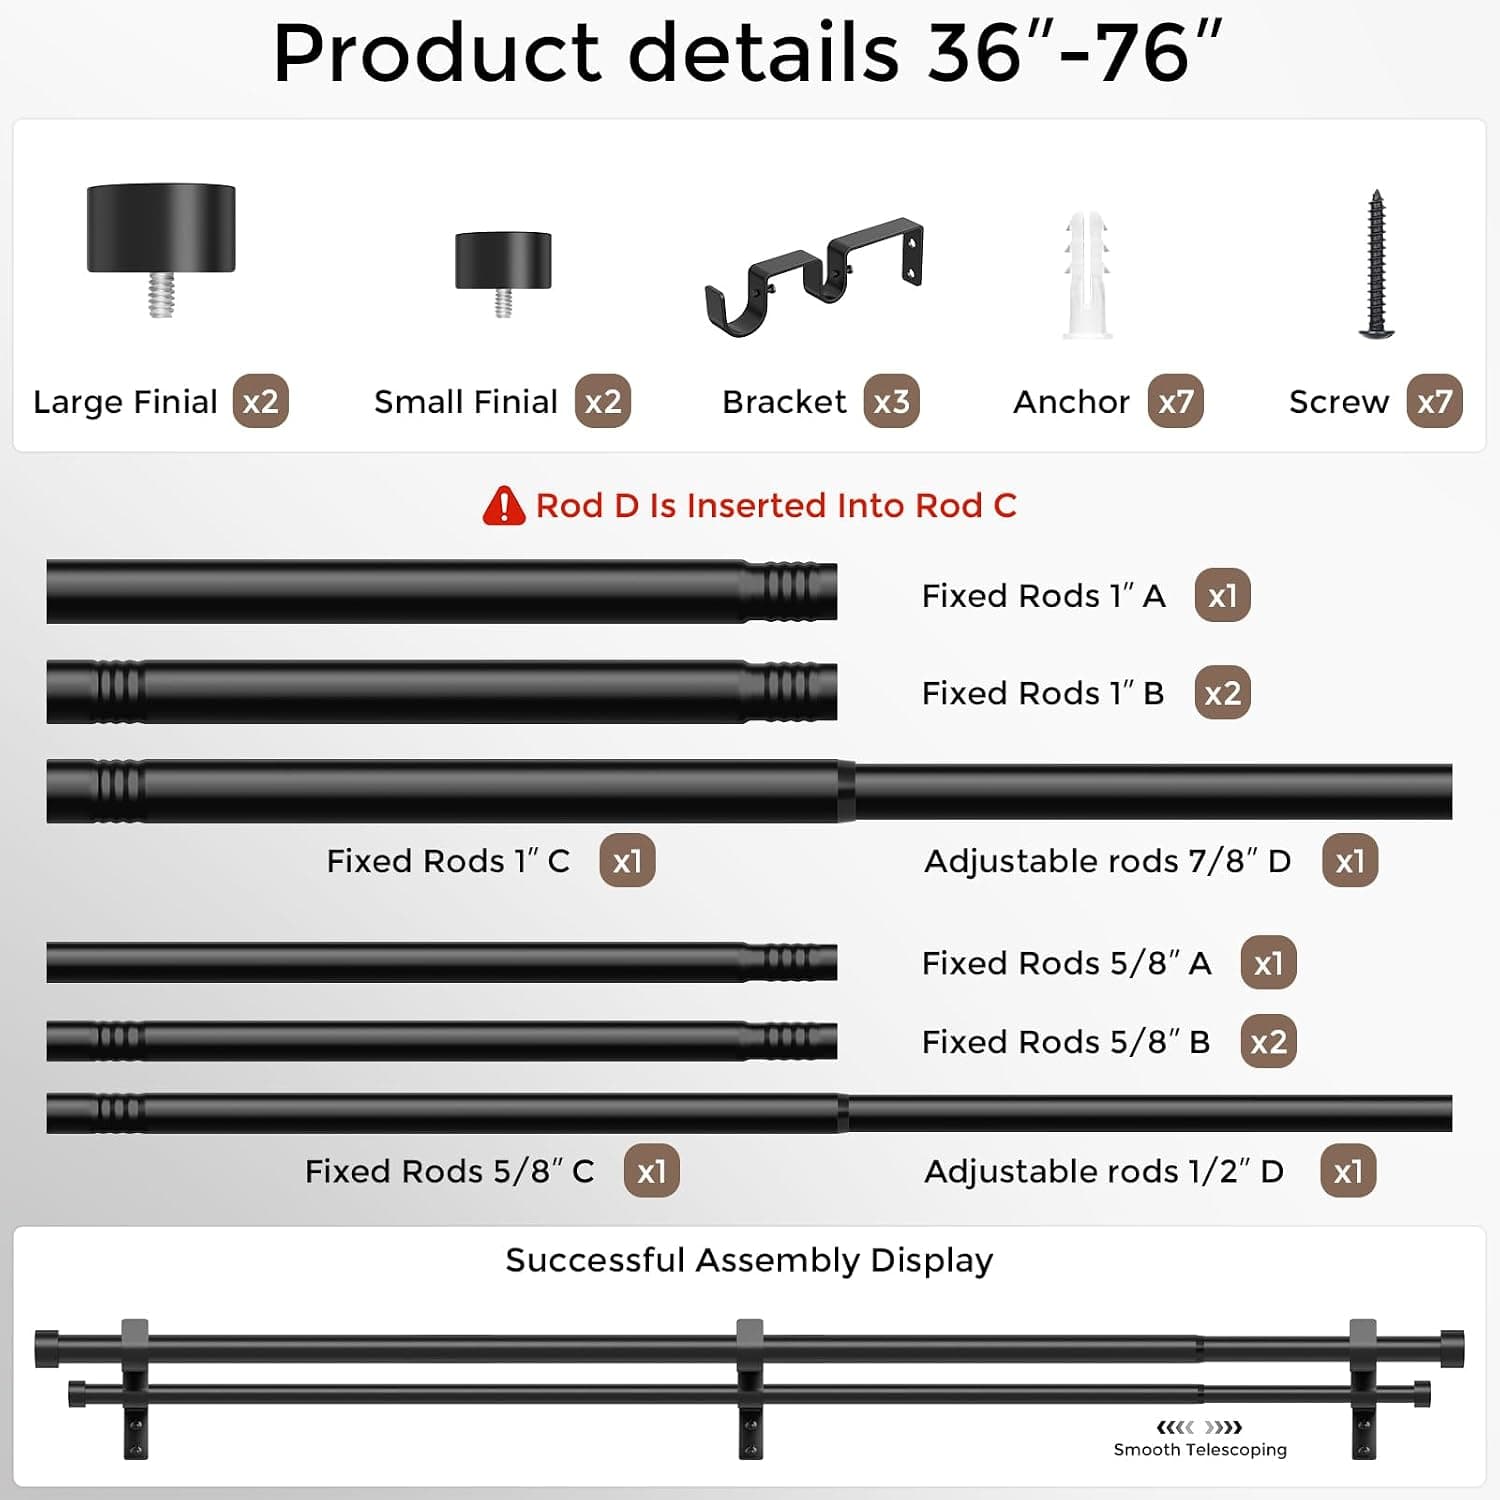 Product details 36″-76″
Large Finial x2
Small Finial x2
Bracket x3
Anchor x7
Screw x7
Rod D Is Inserted Into Rod C
Fixed Rods 1″ A x1
Fixed Rods 1″ B x2
Fixed Rods 1″ C x1
Adjustable rods 7/8″ D x1
Fixed Rods 5/8″ A x1
Fixed Rods 5/8″ B x2
Fixed Rods 5/8″ C x1
Adjustable rods 1/2″ D x1
Successful Assembly Display
Smooth Telescoping